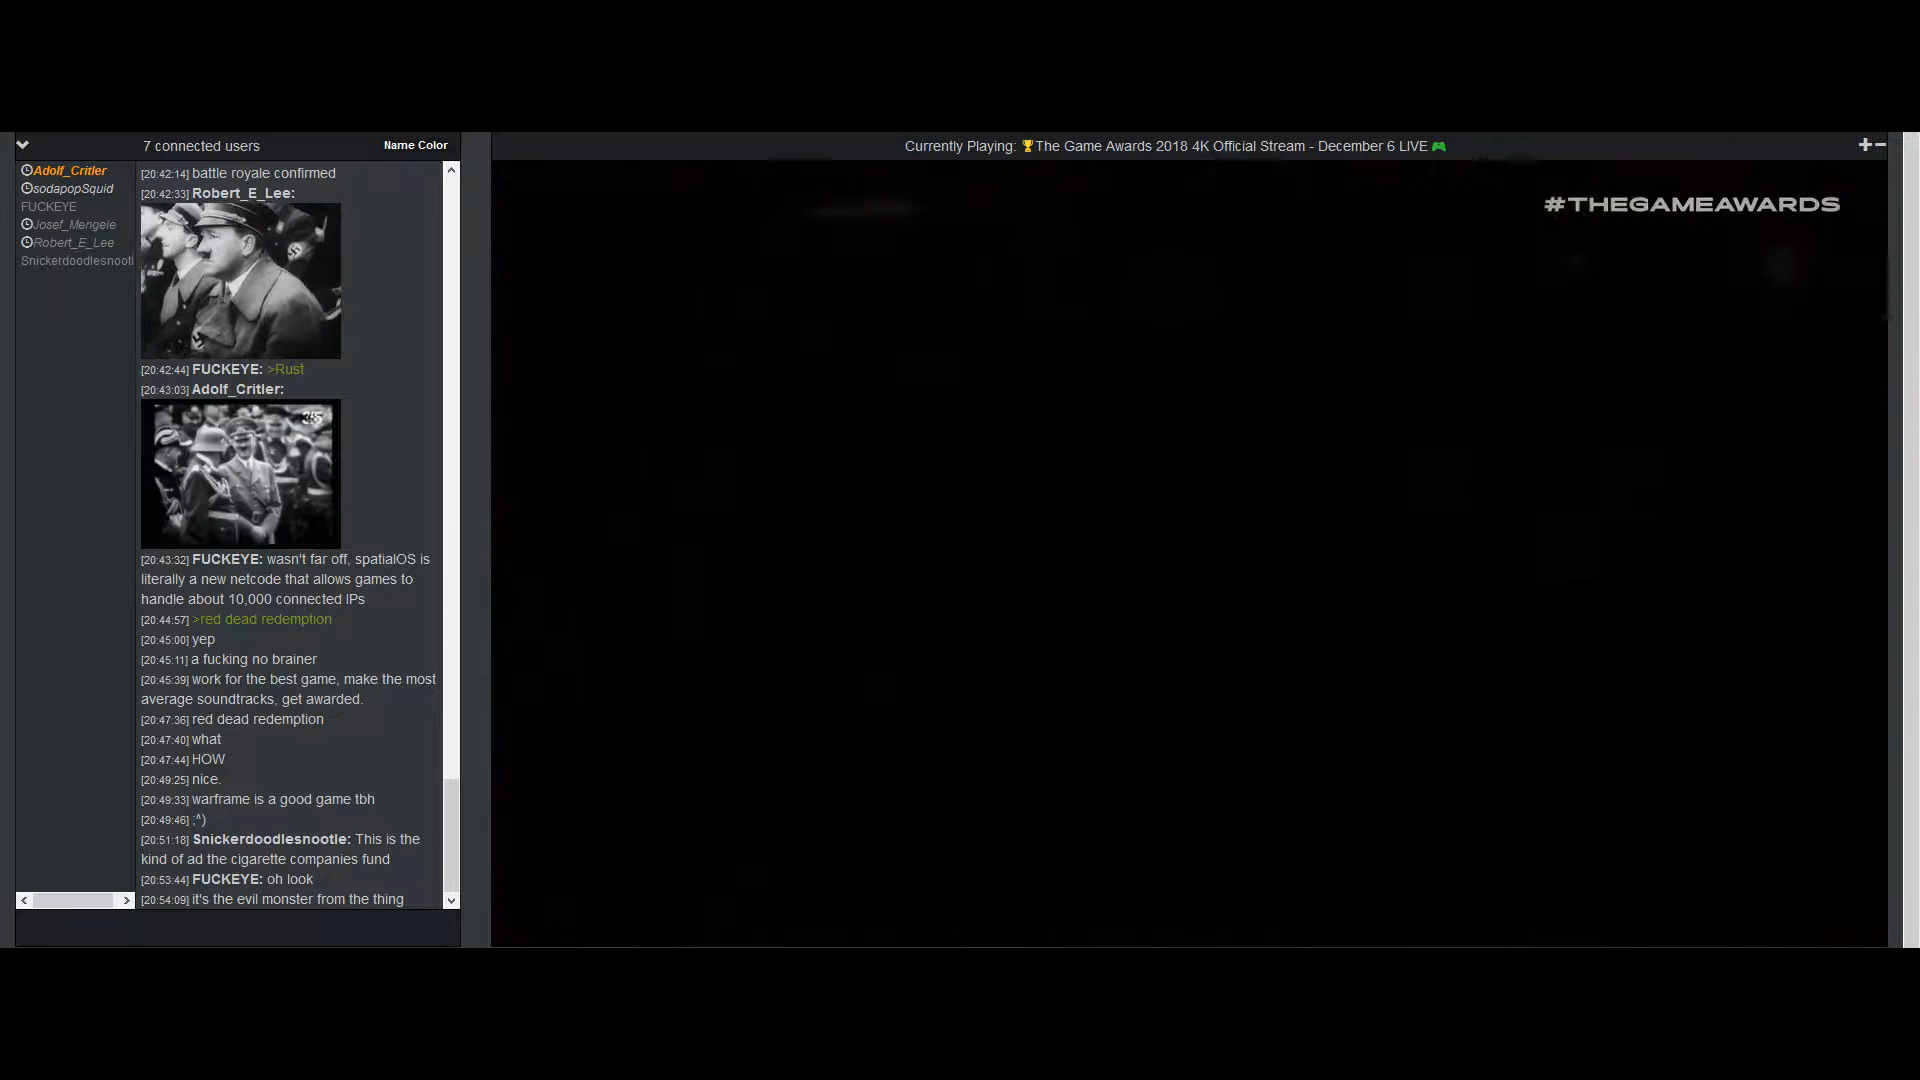 7 connected users
Name Color
Currently Playing: 🏆The Game Awards 2018 4K Official Stream - December 6 LIVE 🎮
Adolf_Critler
sodapopSquid
FUCKEYE
Josef_Mengele
Robert_E_Lee
Snickerdoodlesnootl
[20:42:14] battle royale confirmed
[20:42:33] Robert_E_Lee:
[20:42:44] FUCKEYE: >Rust
[20:43:03] Adolf_Critler:
[20:43:32] FUCKEYE: wasn't far off, spatialOS is
literally a new netcode that allows games to
handle about 10,000 connected IPs
[20:44:57] >red dead redemption
[20:45:00] yep
[20:45:11] a fucking no brainer
[20:45:39] work for the best game, make the most
average soundtracks, get awarded.
[20:47:36] red dead redemption
[20:47:40] what
[20:47:44] HOW
[20:49:25] nice.
[20:49:33] warframe is a good game tbh
[20:49:46] ;^)
[20:51:18] Snickerdoodlesnootle: This is the
kind of ad the cigarette companies fund
[20:53:44] FUCKEYE: oh look
[20:54:09] it's the evil monster from the thing
#THEGAMEAWARDS